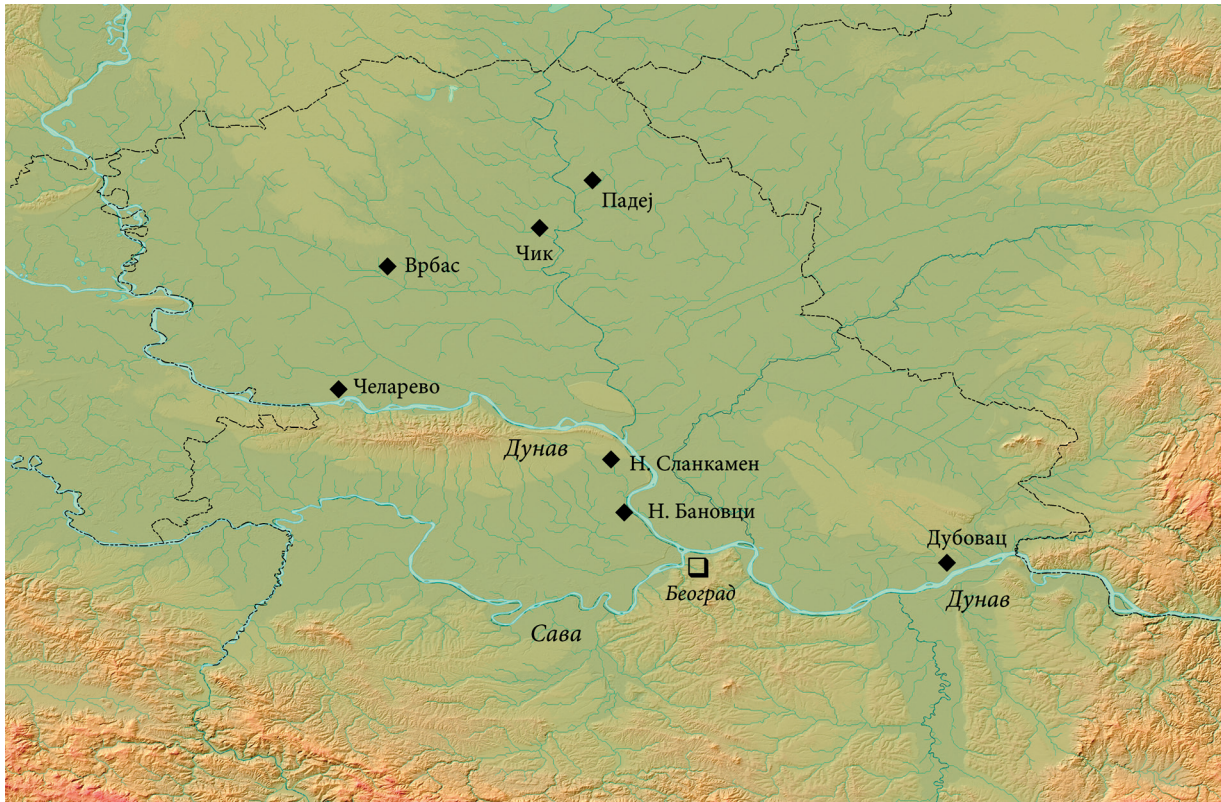 Падеј
Чик
Врбас
Челарево
Дунав
Н. Сланкамен
Н. Бановци
Дубовац
Београд
Дунав
Сава